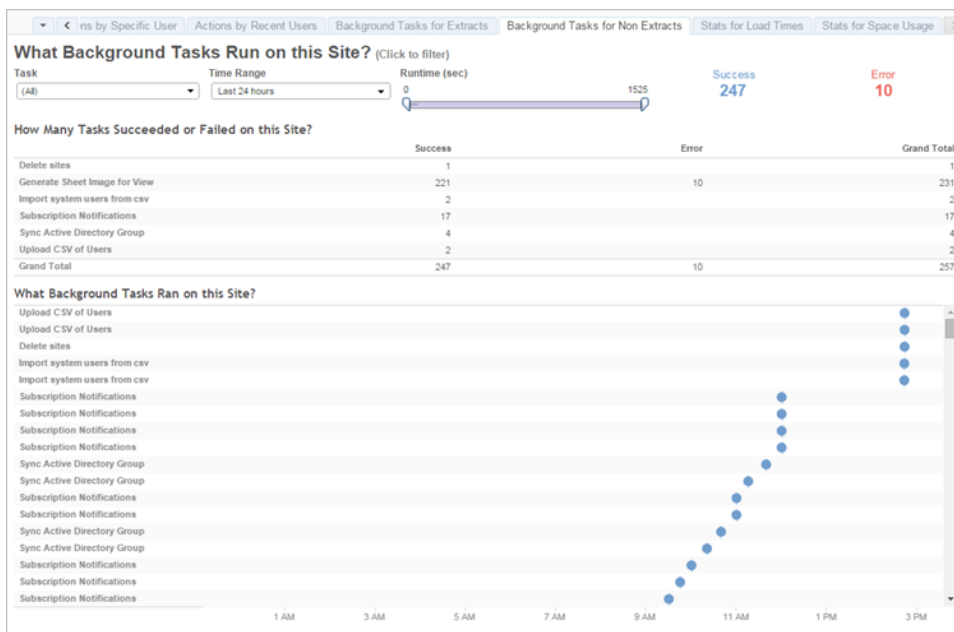 ns by Specific User Actions by Recent Users Background Tasks for Extracts Background Tasks for Non Extracts Stats for Load Times Stats for Space Usage
What Background Tasks Run on this Site? (Click to filter)
Task Time Range Runtime (sec) Success Error
(All) Last 24 hours 0 1525 247 10
How Many Tasks Succeeded or Failed on this Site?
Success Error Grand Total
Delete sites 1 1
Generate Sheet Image for View 221 10 231
Import system users from csv 2 2
Subscription Notifications 17 17
Sync Active Directory Group 4 4
Upload CSV of Users 2 2
Grand Total 247 10 257
What Background Tasks Ran on this Site?
Upload CSV of Users
Upload CSV of Users
Delete sites
Import system users from csv
Import system users from csv
Subscription Notifications
Subscription Notifications
Subscription Notifications
Subscription Notifications
Sync Active Directory Group
Sync Active Directory Group
Subscription Notifications
Subscription Notifications
Sync Active Directory Group
Sync Active Directory Group
Subscription Notifications
Subscription Notifications
Subscription Notifications
1 AM 3 AM 5 AM 7 AM 9 AM 11 AM 1 PM 3 PM